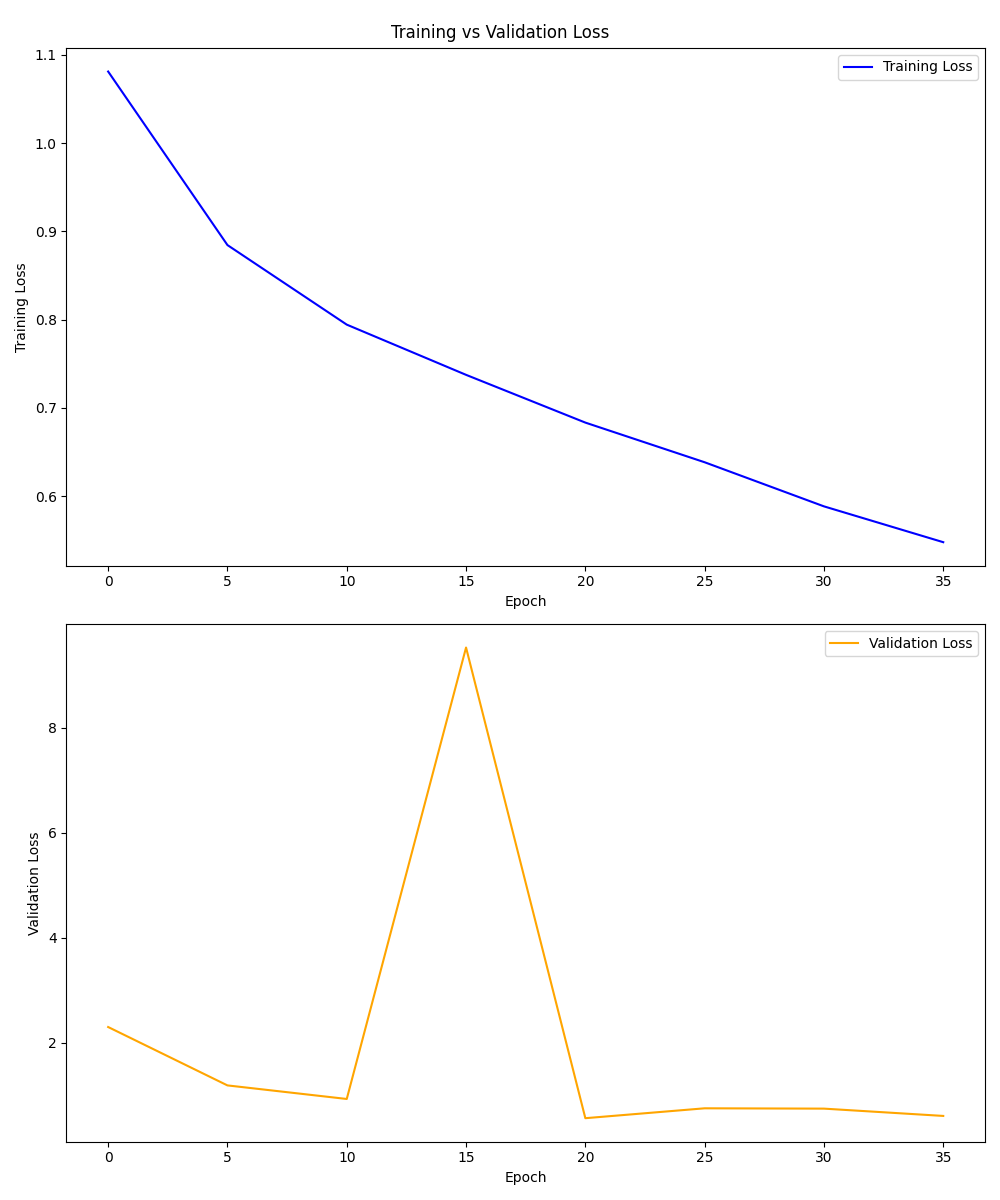 Training vs Validation Loss
Training Loss
1.1
1.0
0.9
0.8
0.7
0.6
Training Loss
0 5 10 15 20 25 30 35
Epoch
Validation Loss
8
6
4
2
Validation Loss
0 5 10 15 20 25 30 35
Epoch